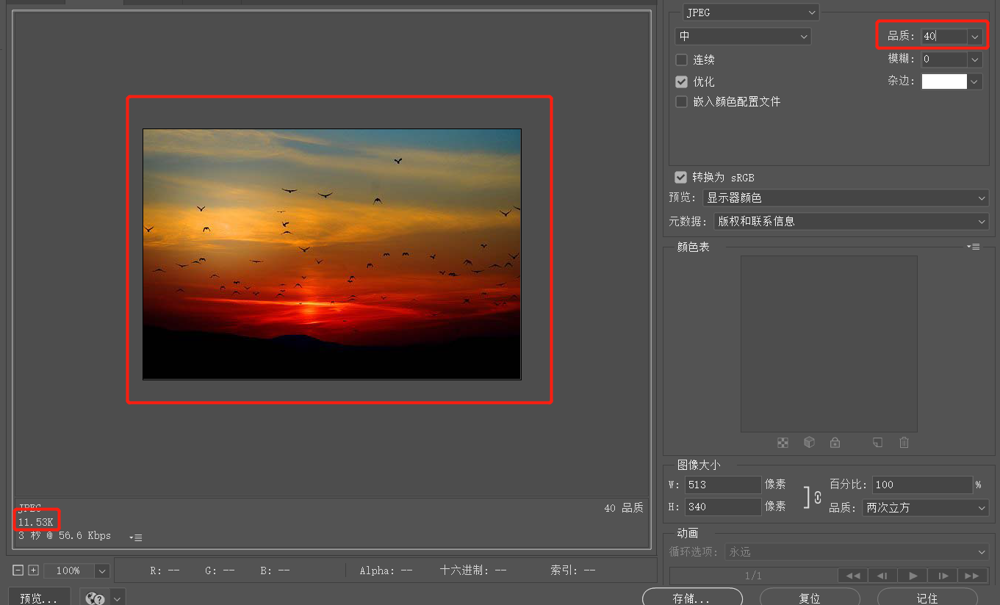 JPEG
中
品质: 40
连续
模糊: 0
优化
杂边:
嵌入颜色配置文件
转换为 sRGB
预览: 显示器颜色
元数据: 版权和联系信息
颜色表
图像大小
W: 513 像素
百分比: 100 %
H: 340 像素
品质: 两次立方
动画
循环选项: 永远
1/1
JPEG
40 品质
11.53K
3 秒 @ 56.6 Kbps
100%
R: --
G: --
B: --
Alpha: --
十六进制: --
索引: --
预览...
存储...
复位
记住